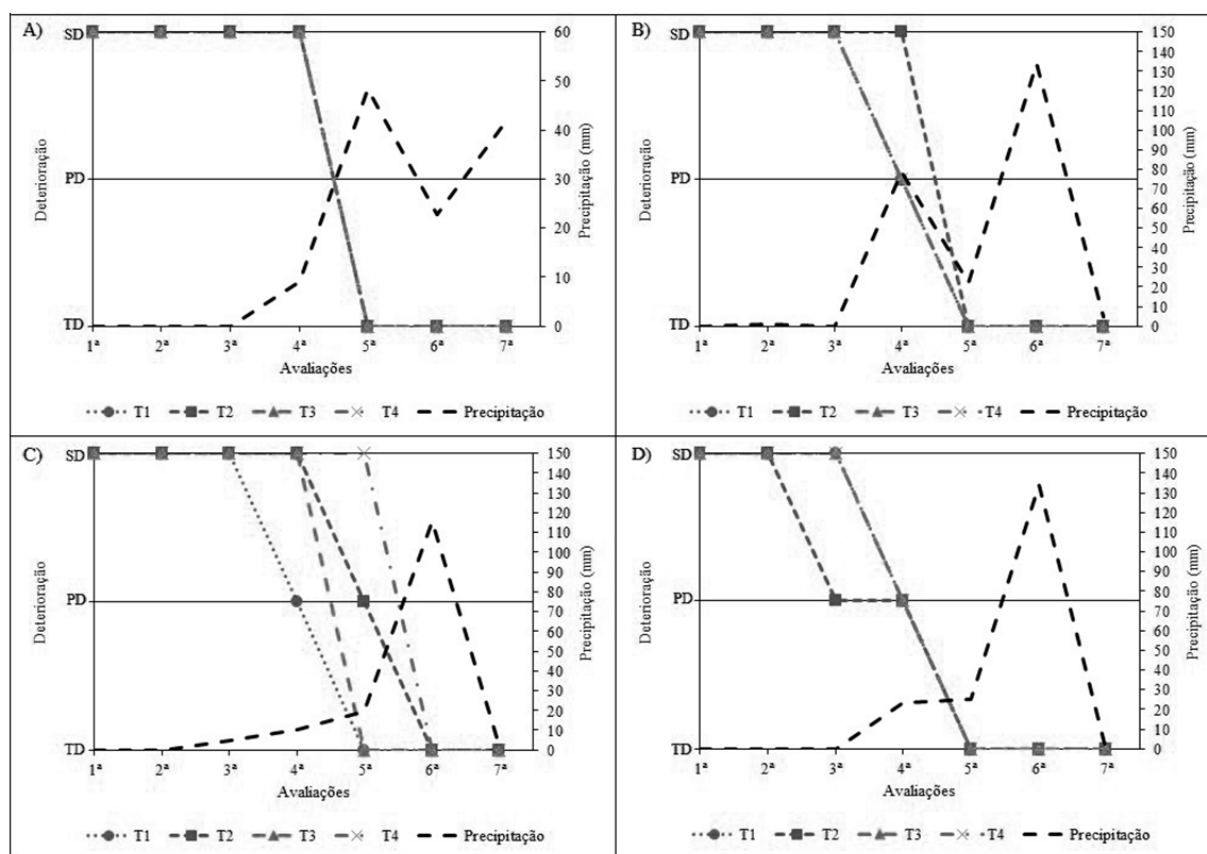 A)
SD
PD
TD
Deterioração
60
50
40
30
20
10
0
Precipitação (mm)
1ª 2ª 3ª 4ª 5ª 6ª 7ª
Avaliações
T1 T2 T3 T4 Precipitação
B)
SD
PD
TD
Deterioração
150
140
130
120
110
100
90
80
70
60
50
40
30
20
10
0
Precipitação (mm)
1ª 2ª 3ª 4ª 5ª 6ª 7ª
Avaliações
T1 T2 T3 T4 Precipitação
C)
SD
PD
TD
Deterioração
150
140
130
120
110
100
90
80
70
60
50
40
30
20
10
0
Precipitação (mm)
1ª 2ª 3ª 4ª 5ª 6ª 7ª
Avaliações
T1 T2 T3 T4 Precipitação
D)
SD
PD
TD
Deterioração
150
140
130
120
110
100
90
80
70
60
50
40
30
20
10
0
Precipitação (mm)
1ª 2ª 3ª 4ª 5ª 6ª 7ª
Avaliações
T1 T2 T3 T4 Precipitação